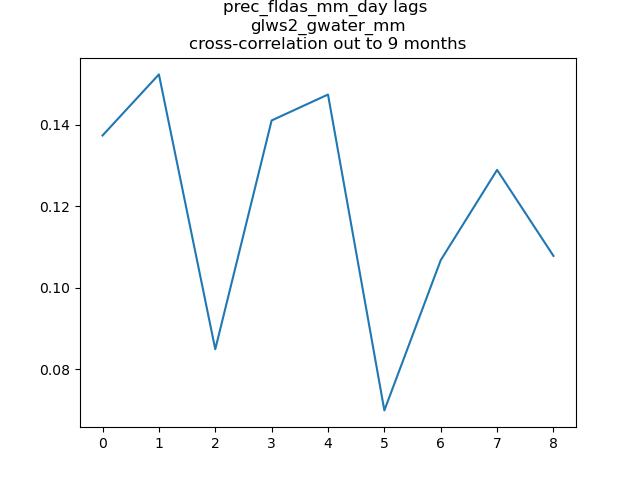 prec_fldas_mm_day lags
glws2_gwater_mm
cross-correlation out to 9 months
0.14
0.12
0.10
0.08
0 1 2 3 4 5 6 7 8